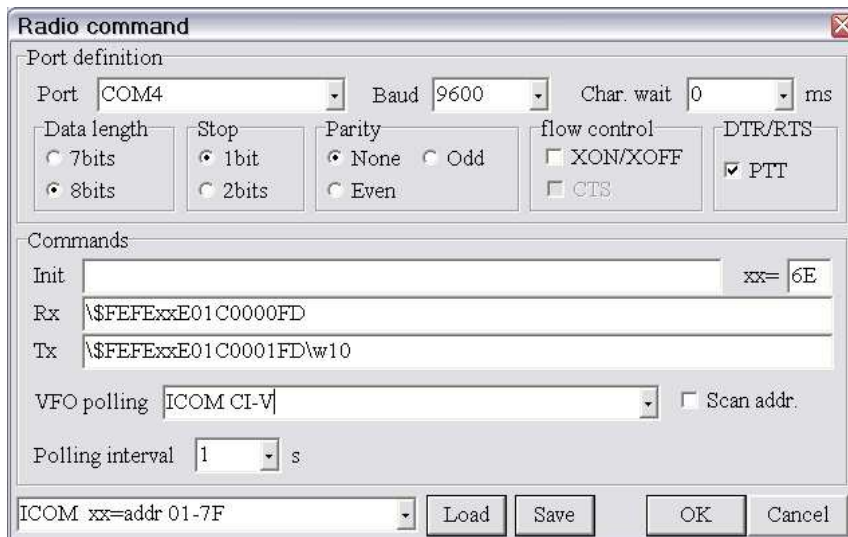 Radio command
Port definition
Port COM4 Baud 9600 Char. wait 0 ms
Data length Stop Parity flow control DTR/RTS
7bits 1bit None Odd XON/XOFF PTT
8bits 2bits Even CTS
Commands
Init xx= 6E
Rx \$FEFExxE01C0000FD
Tx \$FEFExxE01C0001FD\w10
VFO polling ICOM CI-V Scan addr.
Polling interval 1 s
ICOM xx=addr 01-7F Load Save OK Cancel